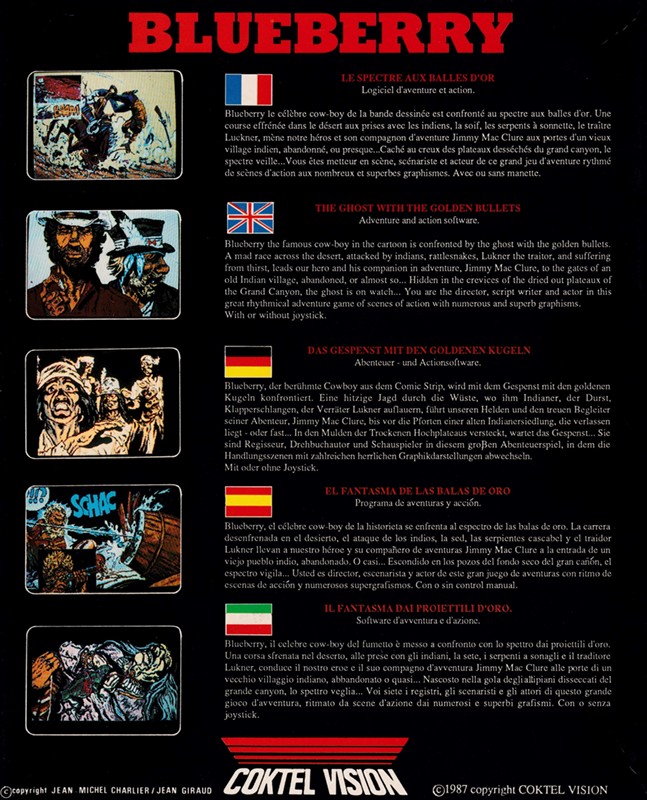 BLUEBERRY
LE SPECTRE AUX BALLES D'OR
Logiciel d'aventure et action.
Blueberry le célèbre cow-boy de la bande dessinée est confronté au spectre aux balles d'or. Une
course effrénée dans le désert aux prises avec les indiens, la soif, les serpents à sonnette, le traître
Luckner, mène notre héros et son compagnon d'aventure Jimmy Mac Clure aux portes d'un vieux
village indien, abandonné, ou presque...Caché au creux des plateaux desséchés du grand canyon, le
spectre veille...Vous êtes metteur en scène, scénariste et acteur de ce grand jeu d'aventure rythmé
de scènes d'action aux nombreux et superbes graphismes. Avec ou sans manette.
THE GHOST WITH THE GOLDEN BULLETS
Adventure and action software.
Blueberry the famous cow-boy in the cartoon is confronted by the ghost with the golden bullets.
A mad race across the desert, attacked by indians, rattlesnakes, Lukner the traitor, and suffering
from thirst, leads our hero and his companion in adventure, Jimmy Mac Clure, to the gates of an
old Indian village, abandoned, or almost so... Hidden in the crevices of the dried out plateaus of
the Grand Canyon, the ghost is on watch... You are the director, script writer and actor in this
great rhythmical adventure game of scenes of action with numerous and superb graphisms.
With or without joystick.
DAS GESPENST MIT DEN GOLDENEN KUGELN
Abenteuer - und Actionsoftware.
Blueberry, der berühmte Cowboy aus dem Comic Strip, wird mit dem Gespenst mit den goldenen
Kugeln konfrontiert. Eine hitzige Jagd durch die Wüste, wo ihm Indianer, der Durst,
Klapperschlangen, der Verräter Lukner auflauern, führt unseren Helden und den treuen Begleiter
seiner Abenteur, Jimmy Mac Clure, bis vor die Pforten einer alten Indianersiedlung, die verlassen
liegt - oder fast... In den Mulden der Trockenen Hochplateaus versteckt, wartet das Gespenst... Sie
sind Regisseur, Drehbuchautor und Schauspieler in diesem großen Abenteuerspiel, in dem die
Handlungsszenen mit zahlreichen herrlichen Graphikdarstellungen abwechseln.
Mit oder ohne Joystick.
SCHAC
EL FANTASMA DE LAS BALAS DE ORO
Programa de aventuras y acción.
Blueberry, el célebre cow-boy de la historieta se enfrenta al espectro de las balas de oro. La carrera
desenfrenada en el desierto, el ataque de los indios, la sed, las serpientes cascabel y el traidor
Lukner llevan a nuestro héroe y su compañero de aventuras Jimmy Mac Clure a la entrada de un
viejo pueblo indio, abandonado. O casi... Escondido en los pozos del fondo seco del gran cañon, el
espectro vigila... Usted es director, escenarista y actor de este gran juego de aventuras con ritmo de
escenas de acción y numerosos supergrafismos. Con o sin control manual.
IL FANTASMA DAI PROIETTILI D'ORO.
Software d'avventura e d'azione.
Blueberry, il celebre cow-boy del fumetto è messo a confronto con lo spettro dai proiettili d'oro.
Una corsa sfrenata nel deserto, alle prese con gli indiani, la sete, i serpenti a sonagli e il traditore
Lukner, conduce il nostro eroe e il suo compagno d'avventura Jimmy Mac Clure alle porte di un
vecchio villaggio indiano, abbandonato o quasi... Nascosto nella gola degliallipiani disseccati del
grande canyon, lo spettro veglia... Voi siete i registri, gli scenaristi e gli attori di questo grande
gioco d'avventura, ritmato da scene d'azione dai numerosi e superbi grafismi. Con o senza
joystick.
©copyright JEAN MICHEL CHARLIER/JEAN GIRAUD
COKTEL VISION
©1987 copyright COKTEL VISION